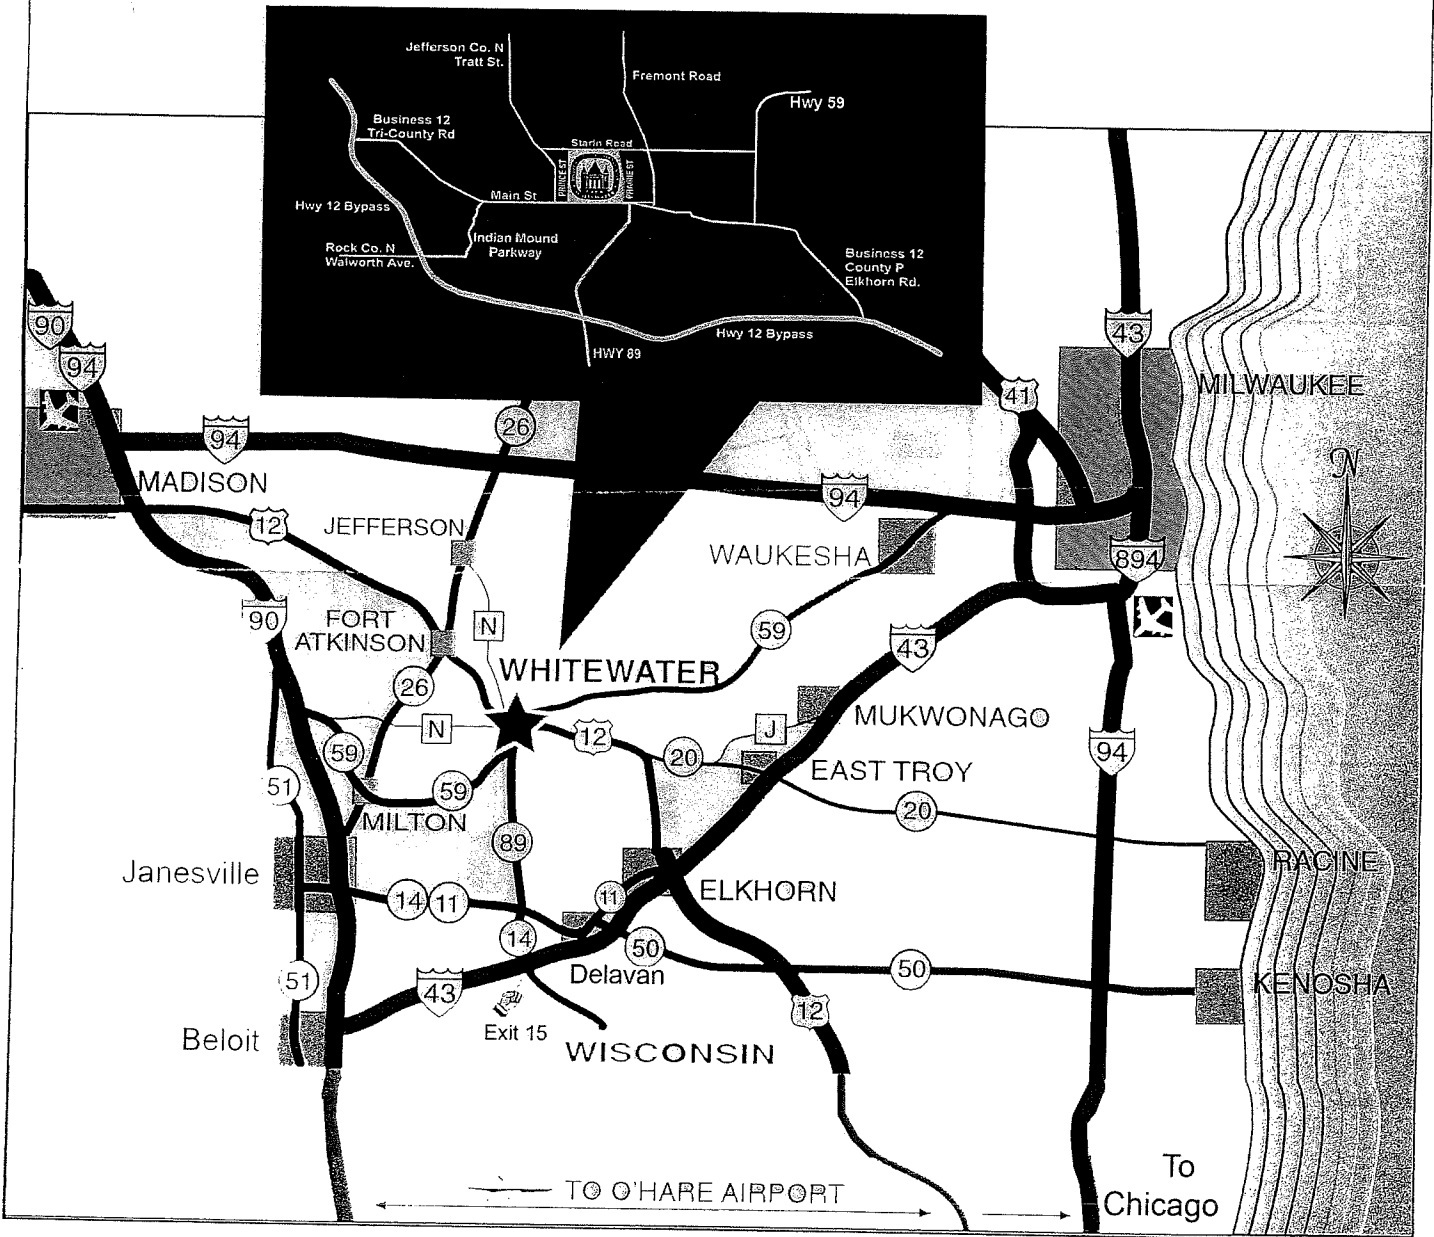 Jefferson Co. N
Tratt St.
Fremont Road
Hwy 59
Business 12
Tri-County Rd
Starin Road
PRINCE ST
PRAIRIE ST
Main St
Hwy 12 Bypass
Indian Mound
Parkway
Rock Co. N
Walworth Ave.
Business 12
County P
Elkhorn Rd.
Hwy 12 Bypass
HWY 89
90
94
43
41
MILWAUKEE
26
94
MADISON
94
N
12
JEFFERSON
WAUKESHA
894
90
FORT
ATKINSON
N
59
43
WHITEWATER
26
MUKWONAGO
N
12
J
59
20
94
EAST TROY
51
59
20
MILTON
89
Janesville
RACINE
14
11
11
ELKHORN
14
50
50
51
43
Delavan
KENOSHA
12
Exit 15
Beloit
WISCONSIN
To
Chicago
TO O'HARE AIRPORT